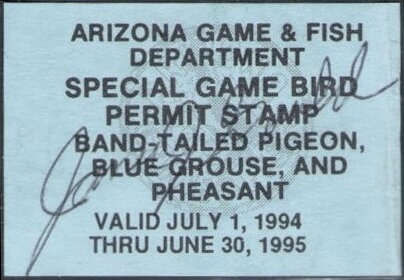 ARIZONA GAME & FISH
DEPARTMENT
SPECIAL GAME BIRD
PERMIT STAMP
BAND-TAILED PIGEON,
BLUE GROUSE, AND
PHEASANT
VALID JULY 1, 1994
THRU JUNE 30, 1995